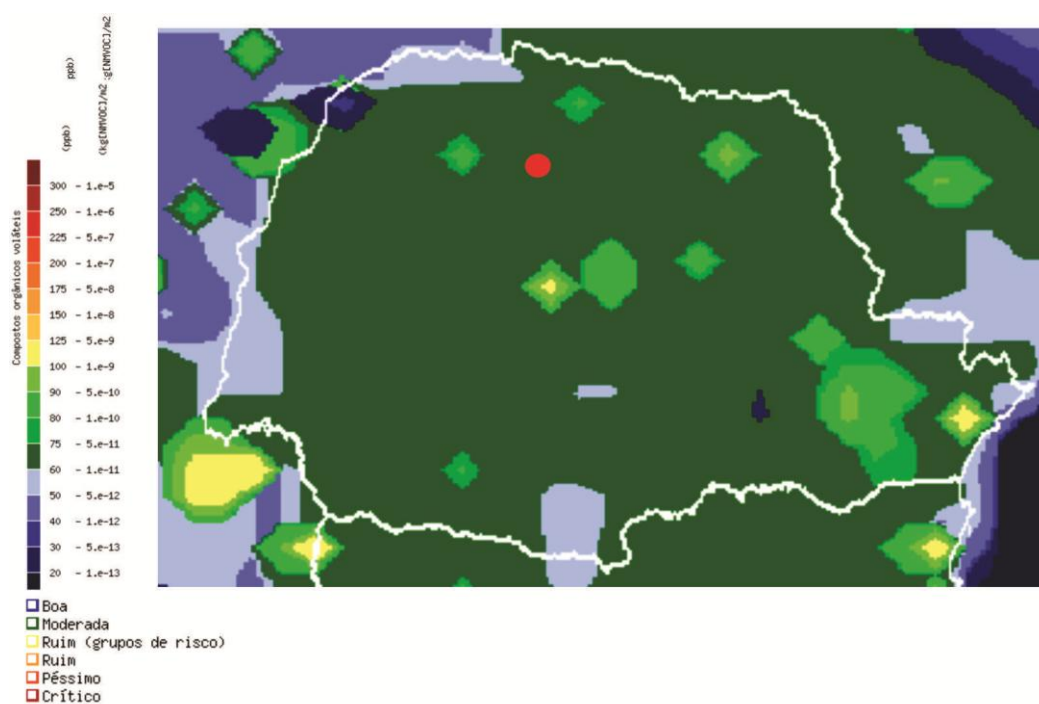 ppb)
:g[NMVOC]/m2
(ppb)
(kg[NMVOC]/m2
Compostos orgânicos voláteis
300 - 1.e-5
250 - 1.e-6
225 - 5.e-7
200 - 1.e-7
175 - 5.e-8
150 - 1.e-8
125 - 5.e-9
100 - 1.e-9
90 - 5.e-10
80 - 1.e-10
75 - 5.e-11
60 - 1.e-11
50 - 5.e-12
40 - 1.e-12
30 - 5.e-13
20 - 1.e-13
Boa
Moderada
Ruim (grupos de risco)
Ruim
Péssimo
Crítico